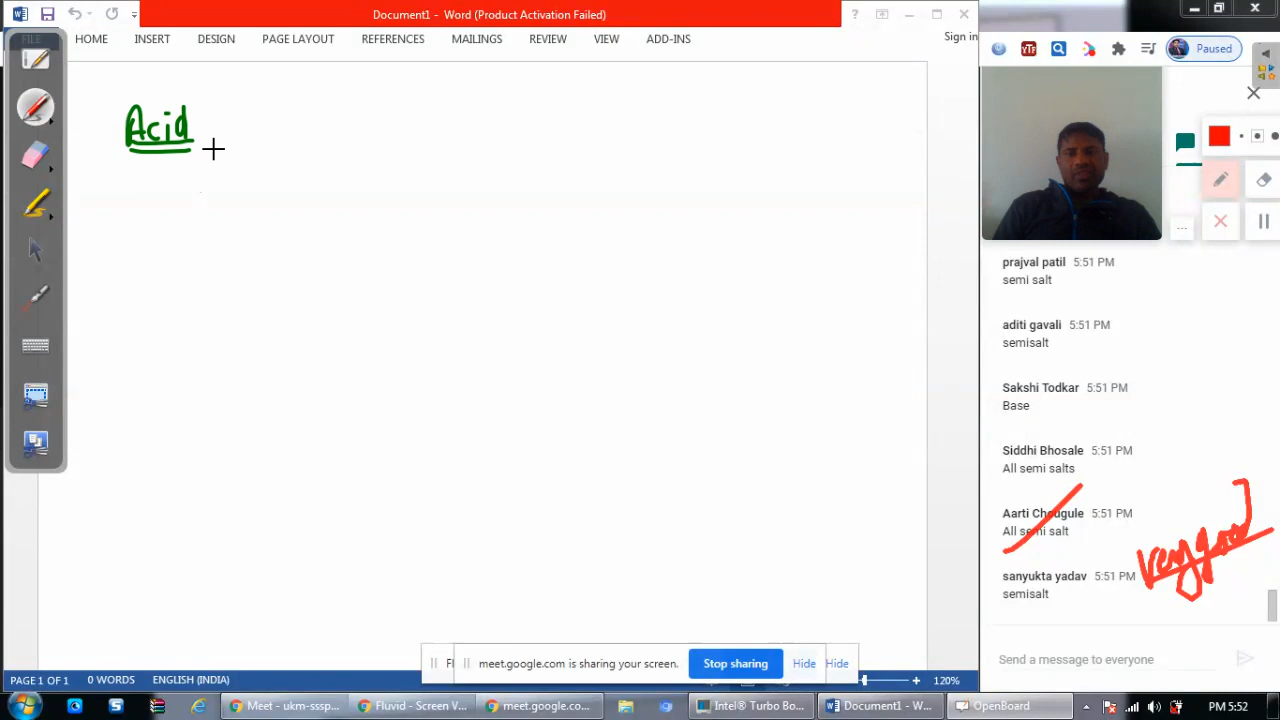 Document1 - Word (Product Activation Failed)
FILE HOME INSERT DESIGN PAGE LAYOUT REFERENCES MAILINGS REVIEW VIEW ADD-INS Sign in
Acid
Paused
prajval patil 5:51 PM
semi salt
aditi gavali 5:51 PM
semisalt
Sakshi Todkar 5:51 PM
Base
Siddhi Bhosale 5:51 PM
All semi salts
Aarti Chougule 5:51 PM
All semi salt
very good
sanyukta yadav 5:51 PM
semisalt
Send a message to everyone
meet.google.com is sharing your screen. Stop sharing Hide Hide
PAGE 1 OF 1 0 WORDS ENGLISH (INDIA) 120%
Meet - ukm-sssp... Fluvid - Screen V... meet.google.co... Intel® Turbo Bo... Document1 - W... OpenBoard PM 5:52